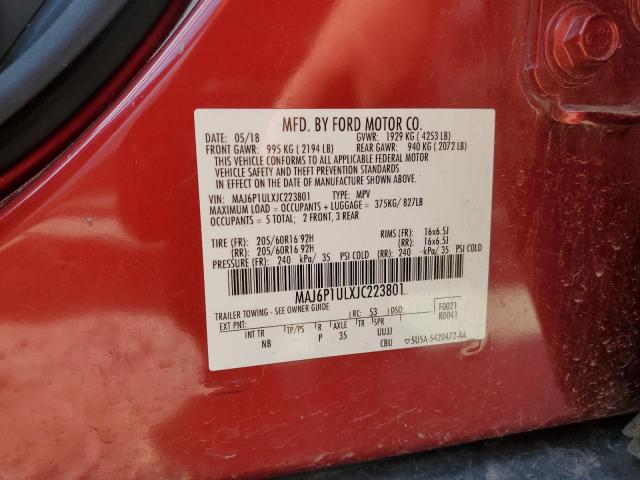 MFD. BY FORD MOTOR CO.
DATE: 05/18 GVWR: 1929 KG ( 4253 LB)
FRONT GAWR: 995 KG ( 2194 LB) REAR GAWR: 940 KG ( 2072 LB)
THIS VEHICLE CONFORMS TO ALL APPLICABLE FEDERAL MOTOR
VEHICLE SAFETY AND THEFT PREVENTION STANDARDS
IN EFFECT ON THE DATE OF MANUFACTURE SHOWN ABOVE.
VIN: MAJ6P1ULXJC223801 TYPE: MPV
MAXIMUM LOAD = OCCUPANTS + LUGGAGE = 375KG/ 827LB
OCCUPANTS = 5 TOTAL; 2 FRONT, 3 REAR
TIRE (FR): 205/60R16 92H RIMS (FR): 16x6.5J
(RR): 205/60R16 92H (RR): 16x6.5J
PRESSURE (FR): 240 kPa/ 35 PSI COLD (RR): 240 kPa/ 35 PSI COLD
MAJ6P1ULXJC223801
TRAILER TOWING - SEE OWNER GUIDE
EXT PNT: RC: 53 DSO: F0021
R0041
INT TR TP/PS R AXLE TR SPR
NB P 35 UUJJ
CBU 5U5A-5420472-AA